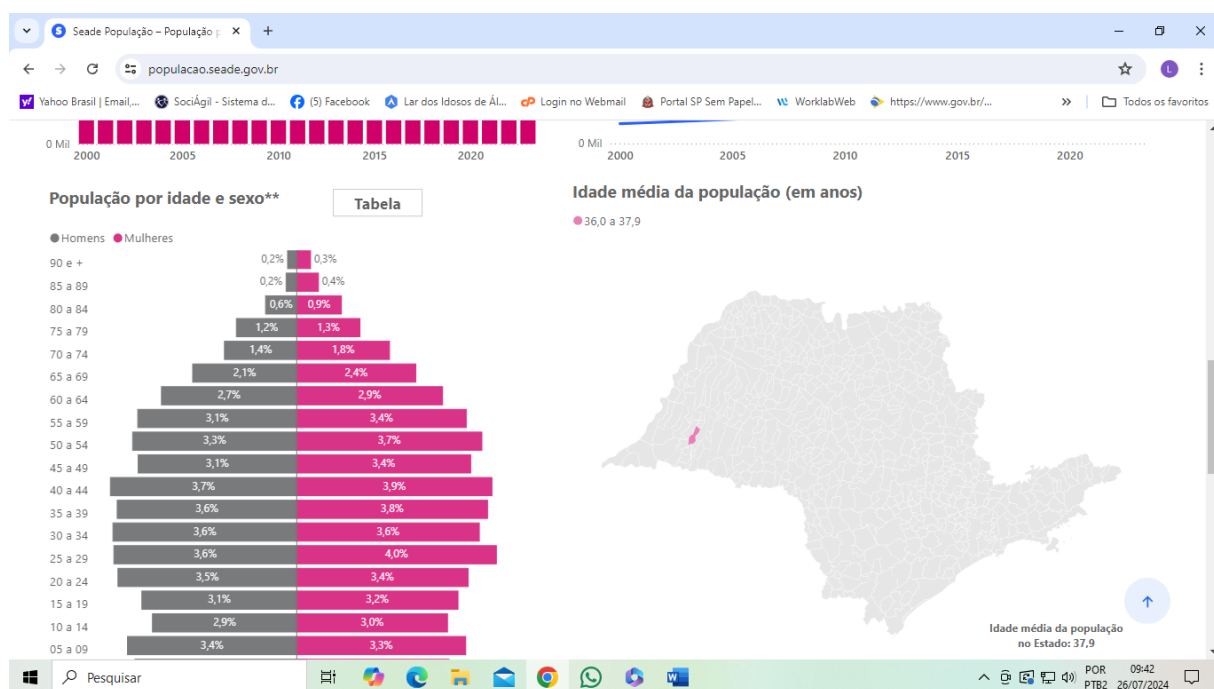 Seade População – População p
populacao.seade.gov.br
L
Yahoo Brasil | Email,...
SociÁgil - Sistema d...
(5) Facebook
Lar dos Idosos de Ál...
Login no Webmail
Portal SP Sem Papel...
WorklabWeb
https://www.gov.br/...
Todos os favoritos
0 Mil
2000 2005 2010 2015 2020
0 Mil
2000 2005 2010 2015 2020
População por idade e sexo**
Tabela
Homens Mulheres
90 e + 0,2% 0,3%
85 a 89 0,2% 0,4%
80 a 84 0,6% 0,9%
75 a 79 1,2% 1,3%
70 a 74 1,4% 1,8%
65 a 69 2,1% 2,4%
60 a 64 2,7% 2,9%
55 a 59 3,1% 3,4%
50 a 54 3,3% 3,7%
45 a 49 3,1% 3,4%
40 a 44 3,7% 3,9%
35 a 39 3,6% 3,8%
30 a 34 3,6% 3,6%
25 a 29 3,6% 4,0%
20 a 24 3,5% 3,4%
15 a 19 3,1% 3,2%
10 a 14 2,9% 3,0%
05 a 09 3,4% 3,3%
Idade média da população (em anos)
36,0 a 37,9
Idade média da população
no Estado: 37,9
Pesquisar
POR
PTB2
09:42
26/07/2024